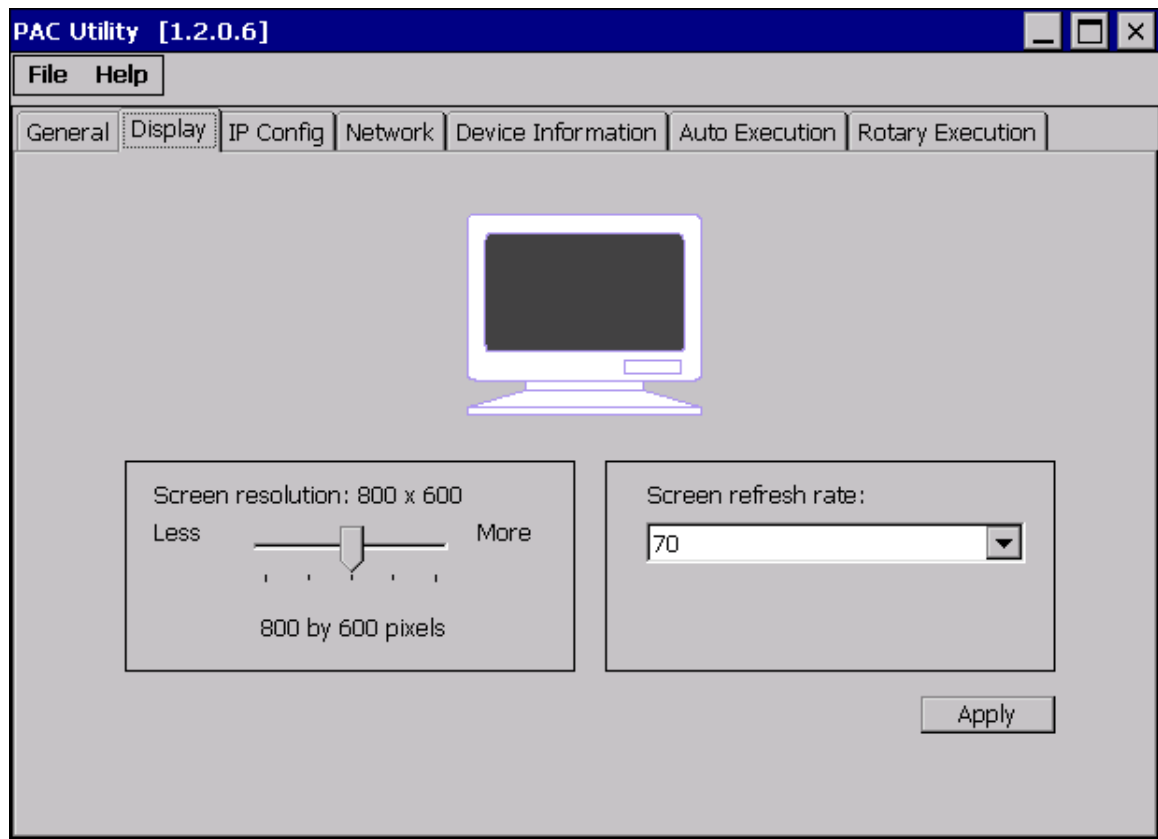 PAC Utility [1.2.0.6]
File Help
General Display IP Config Network Device Information Auto Execution Rotary Execution
Screen resolution: 800 x 600
Less More
800 by 600 pixels
Screen refresh rate:
70
Apply